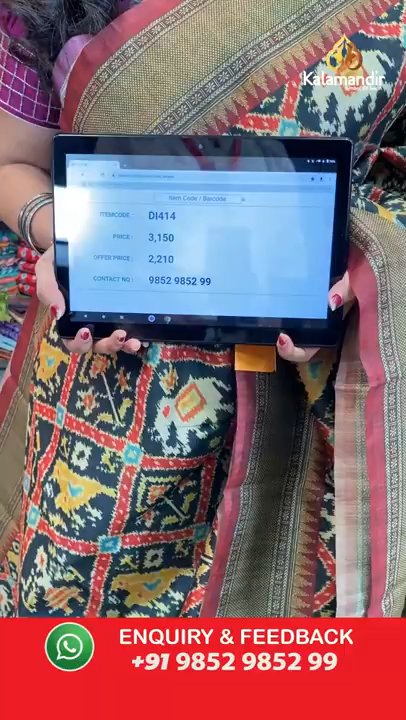 Kalamandir
Item Code / Barcode
ITEMCODE DI414
PRICE : 3,150
OFFER PRICE : 2,210
CONTACT NO : 9852 9852 99
ENQUIRY & FEEDBACK
+91 9852 9852 99